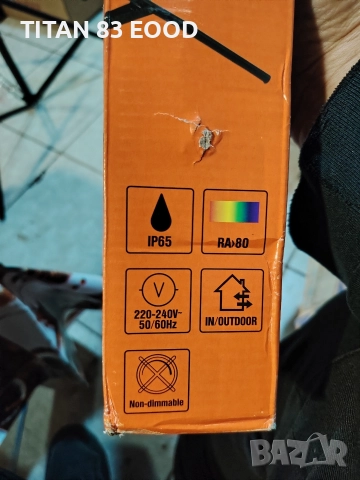 TITAN 83 EOOD
IP65
RA>80
V
220-240V~
50/60Hz
IN/OUTDOOR
Non-dimmable
BAZAR